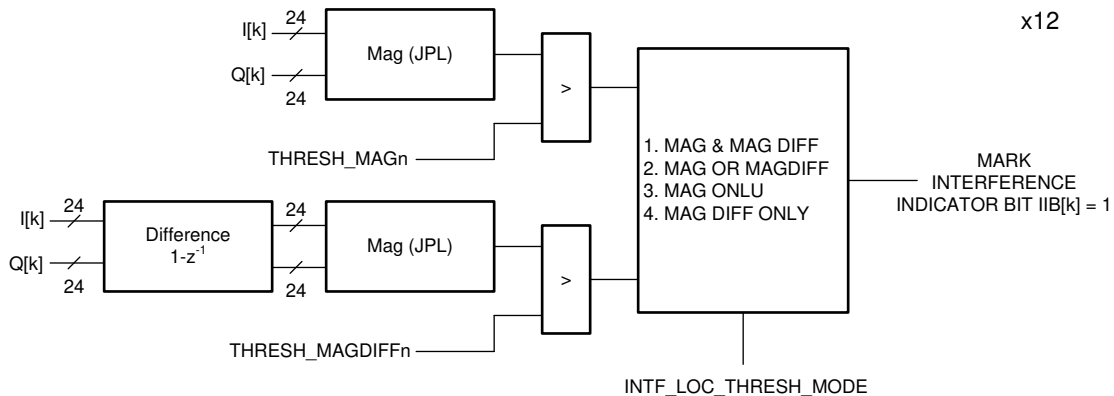 x12
24
I[k]
Mag (JPL)
Q[k]
24
>
THRESH_MAGn
1. MAG & MAG DIFF
2. MAG OR MAGDIFF
3. MAG ONLU
4. MAG DIFF ONLY
MARK
INTERFERENCE
INDICATOR BIT IIB[k] = 1
24
I[k]
Difference
1-z⁻¹
Q[k]
24
24
Mag (JPL)
24
>
THRESH_MAGDIFFn
INTF_LOC_THRESH_MODE